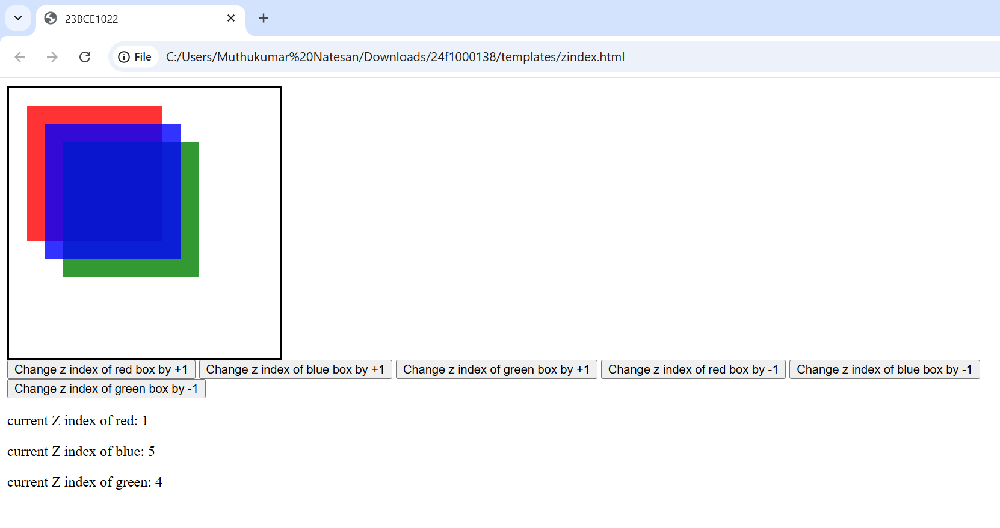 23BCE1022
File C:/Users/Muthukumar%20Natesan/Downloads/24f1000138/templates/zindex.html
Change z index of red box by +1 Change z index of blue box by +1 Change z index of green box by +1 Change z index of red box by -1 Change z index of blue box by -1
Change z index of green box by -1
current Z index of red: 1
current Z index of blue: 5
current Z index of green: 4